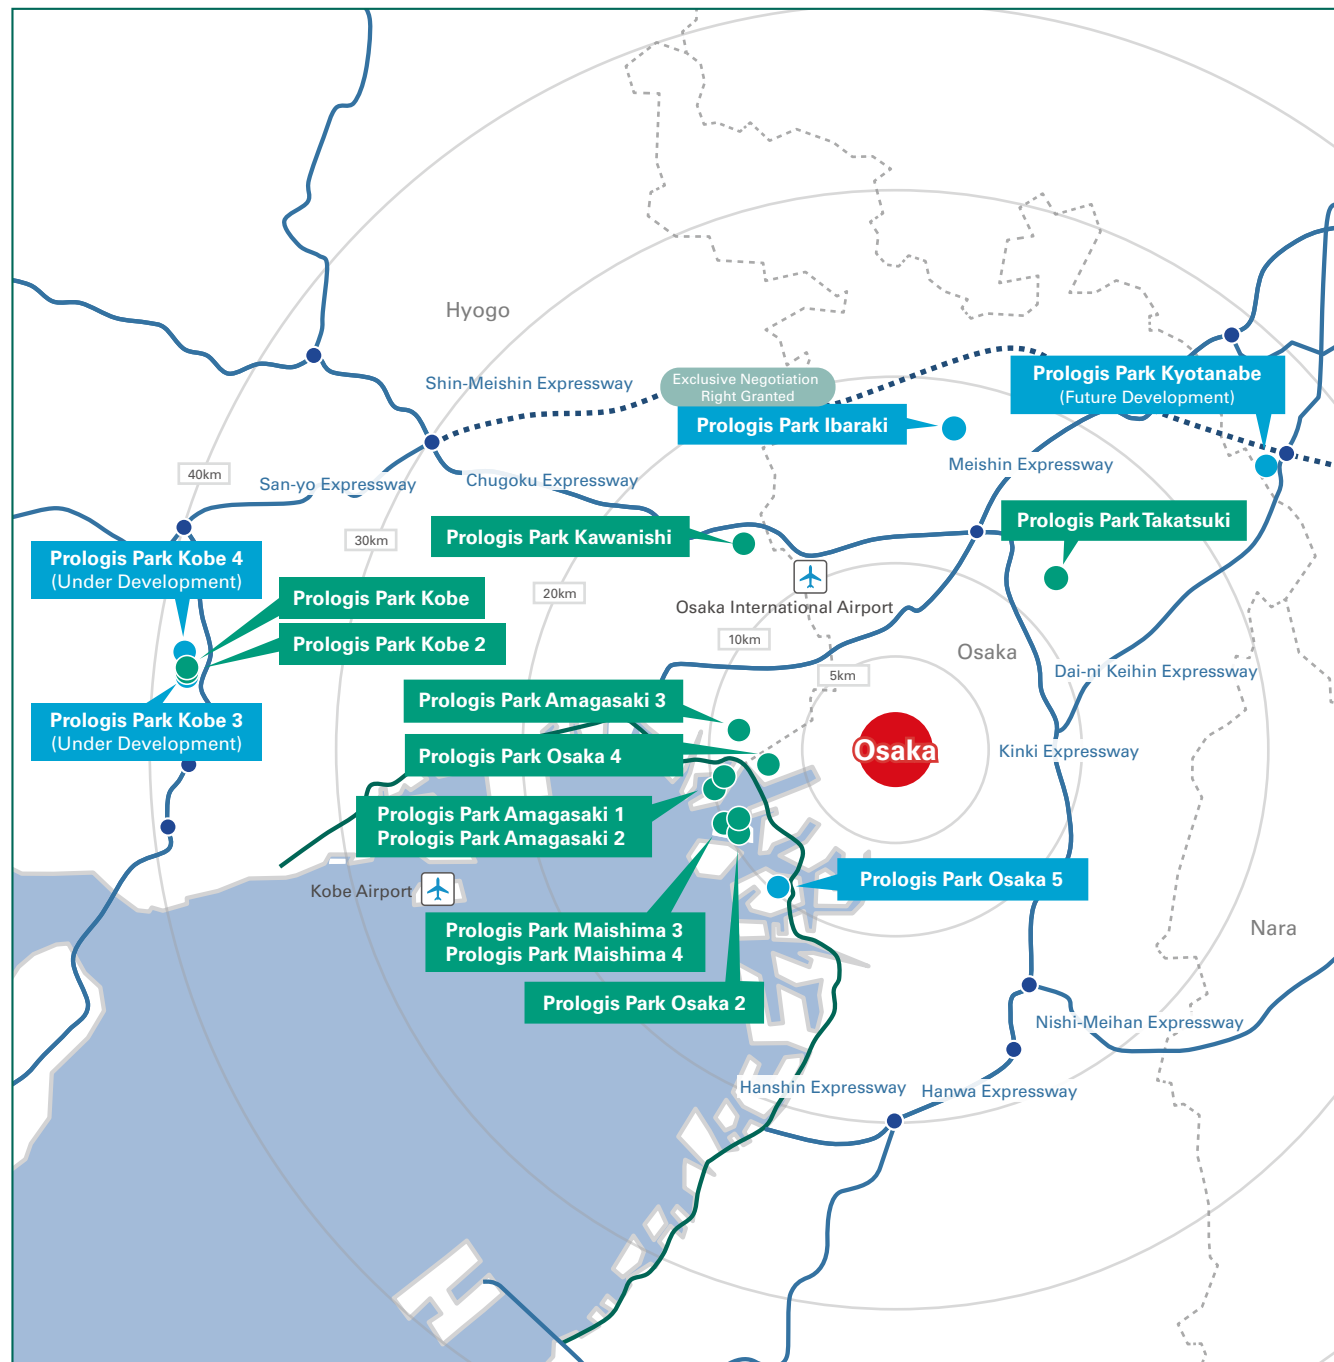 Hyogo
Shin-Meishin Expressway
Exclusive Negotiation
Right Granted
Prologis Park Ibaraki
Prologis Park Kyotanabe
(Future Development)
40km
San-yo Expressway
Chugoku Expressway
Meishin Expressway
30km
Prologis Park Kawanishi
Prologis Park Takatsuki
Prologis Park Kobe 4
(Under Development)
Prologis Park Kobe
20km
Osaka International Airport
Prologis Park Kobe 2
10km
Osaka
5km
Dai-ni Keihin Expressway
Prologis Park Amagasaki 3
Prologis Park Kobe 3
(Under Development)
Prologis Park Osaka 4
Osaka
Kinki Expressway
Prologis Park Amagasaki 1
Prologis Park Amagasaki 2
Kobe Airport
Prologis Park Osaka 5
Prologis Park Maishima 3
Prologis Park Maishima 4
Nara
Prologis Park Osaka 2
Nishi-Meihan Expressway
Hanshin Expressway
Hanwa Expressway